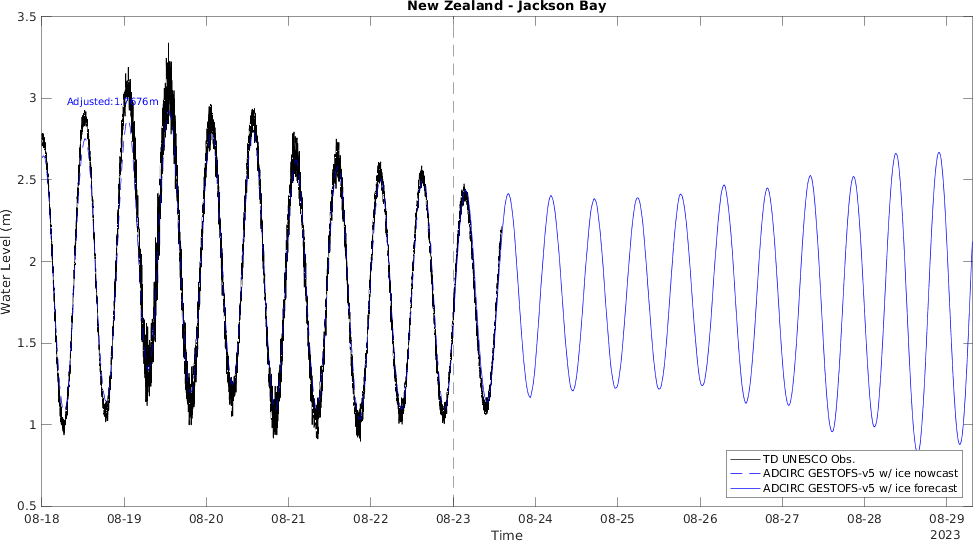 New Zealand - Jackson Bay
3.5
3
2.5
2
1.5
1
0.5
Water Level (m)
TD UNESCO Obs.
ADCIRC GESTOFS-v5 w/ ice nowcast
ADCIRC GESTOFS-v5 w/ ice forecast
08-18 08-19 08-20 08-21 08-22 08-23 08-24 08-25 08-26 08-27 08-28 08-29
Time
2023